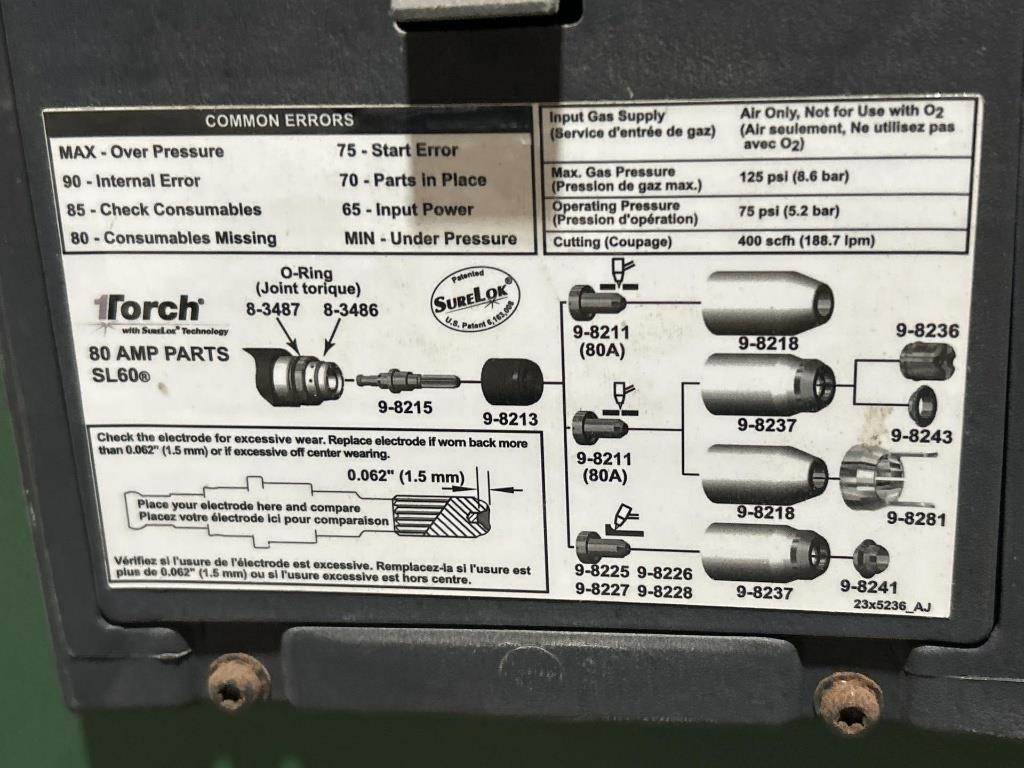 COMMON ERRORS
MAX - Over Pressure
75 - Start Error
90 - Internal Error
70 - Parts in Place
85 - Check Consumables
65 - Input Power
80 - Consumables Missing
MIN - Under Pressure
Input Gas Supply
(Service d'entrée de gaz)
Air Only, Not for Use with O2
(Air seulement, Ne utilisez pas
avec O2)
Max. Gas Pressure
(Pression de gaz max.)
125 psi (8.6 bar)
Operating Pressure
(Pression d'opération)
75 psi (5.2 bar)
Cutting (Coupage)
400 scfh (188.7 lpm)
1Torch®
with SureLok® Technology
80 AMP PARTS
SL60®
O-Ring
(Joint torique)
8-3487
8-3486
Patented
SURELOK®
U.S. Patent 6,163,008
9-8215
9-8213
9-8211
(80A)
9-8218
9-8211
(80A)
9-8237
9-8236
9-8243
9-8218
9-8281
9-8225 9-8226
9-8227 9-8228
9-8237
9-8241
23x5236_AJ
Check the electrode for excessive wear. Replace electrode if worn back more
than 0.062" (1.5 mm) or if excessive off center wearing.
0.062" (1.5 mm)
Place your electrode here and compare
Placez votre électrode ici pour comparaison
Vérifiez si l'usure de l'électrode est excessive. Remplacez-la si l'usure est
plus de 0.062" (1.5 mm) ou si l'usure excessive est hors centre.